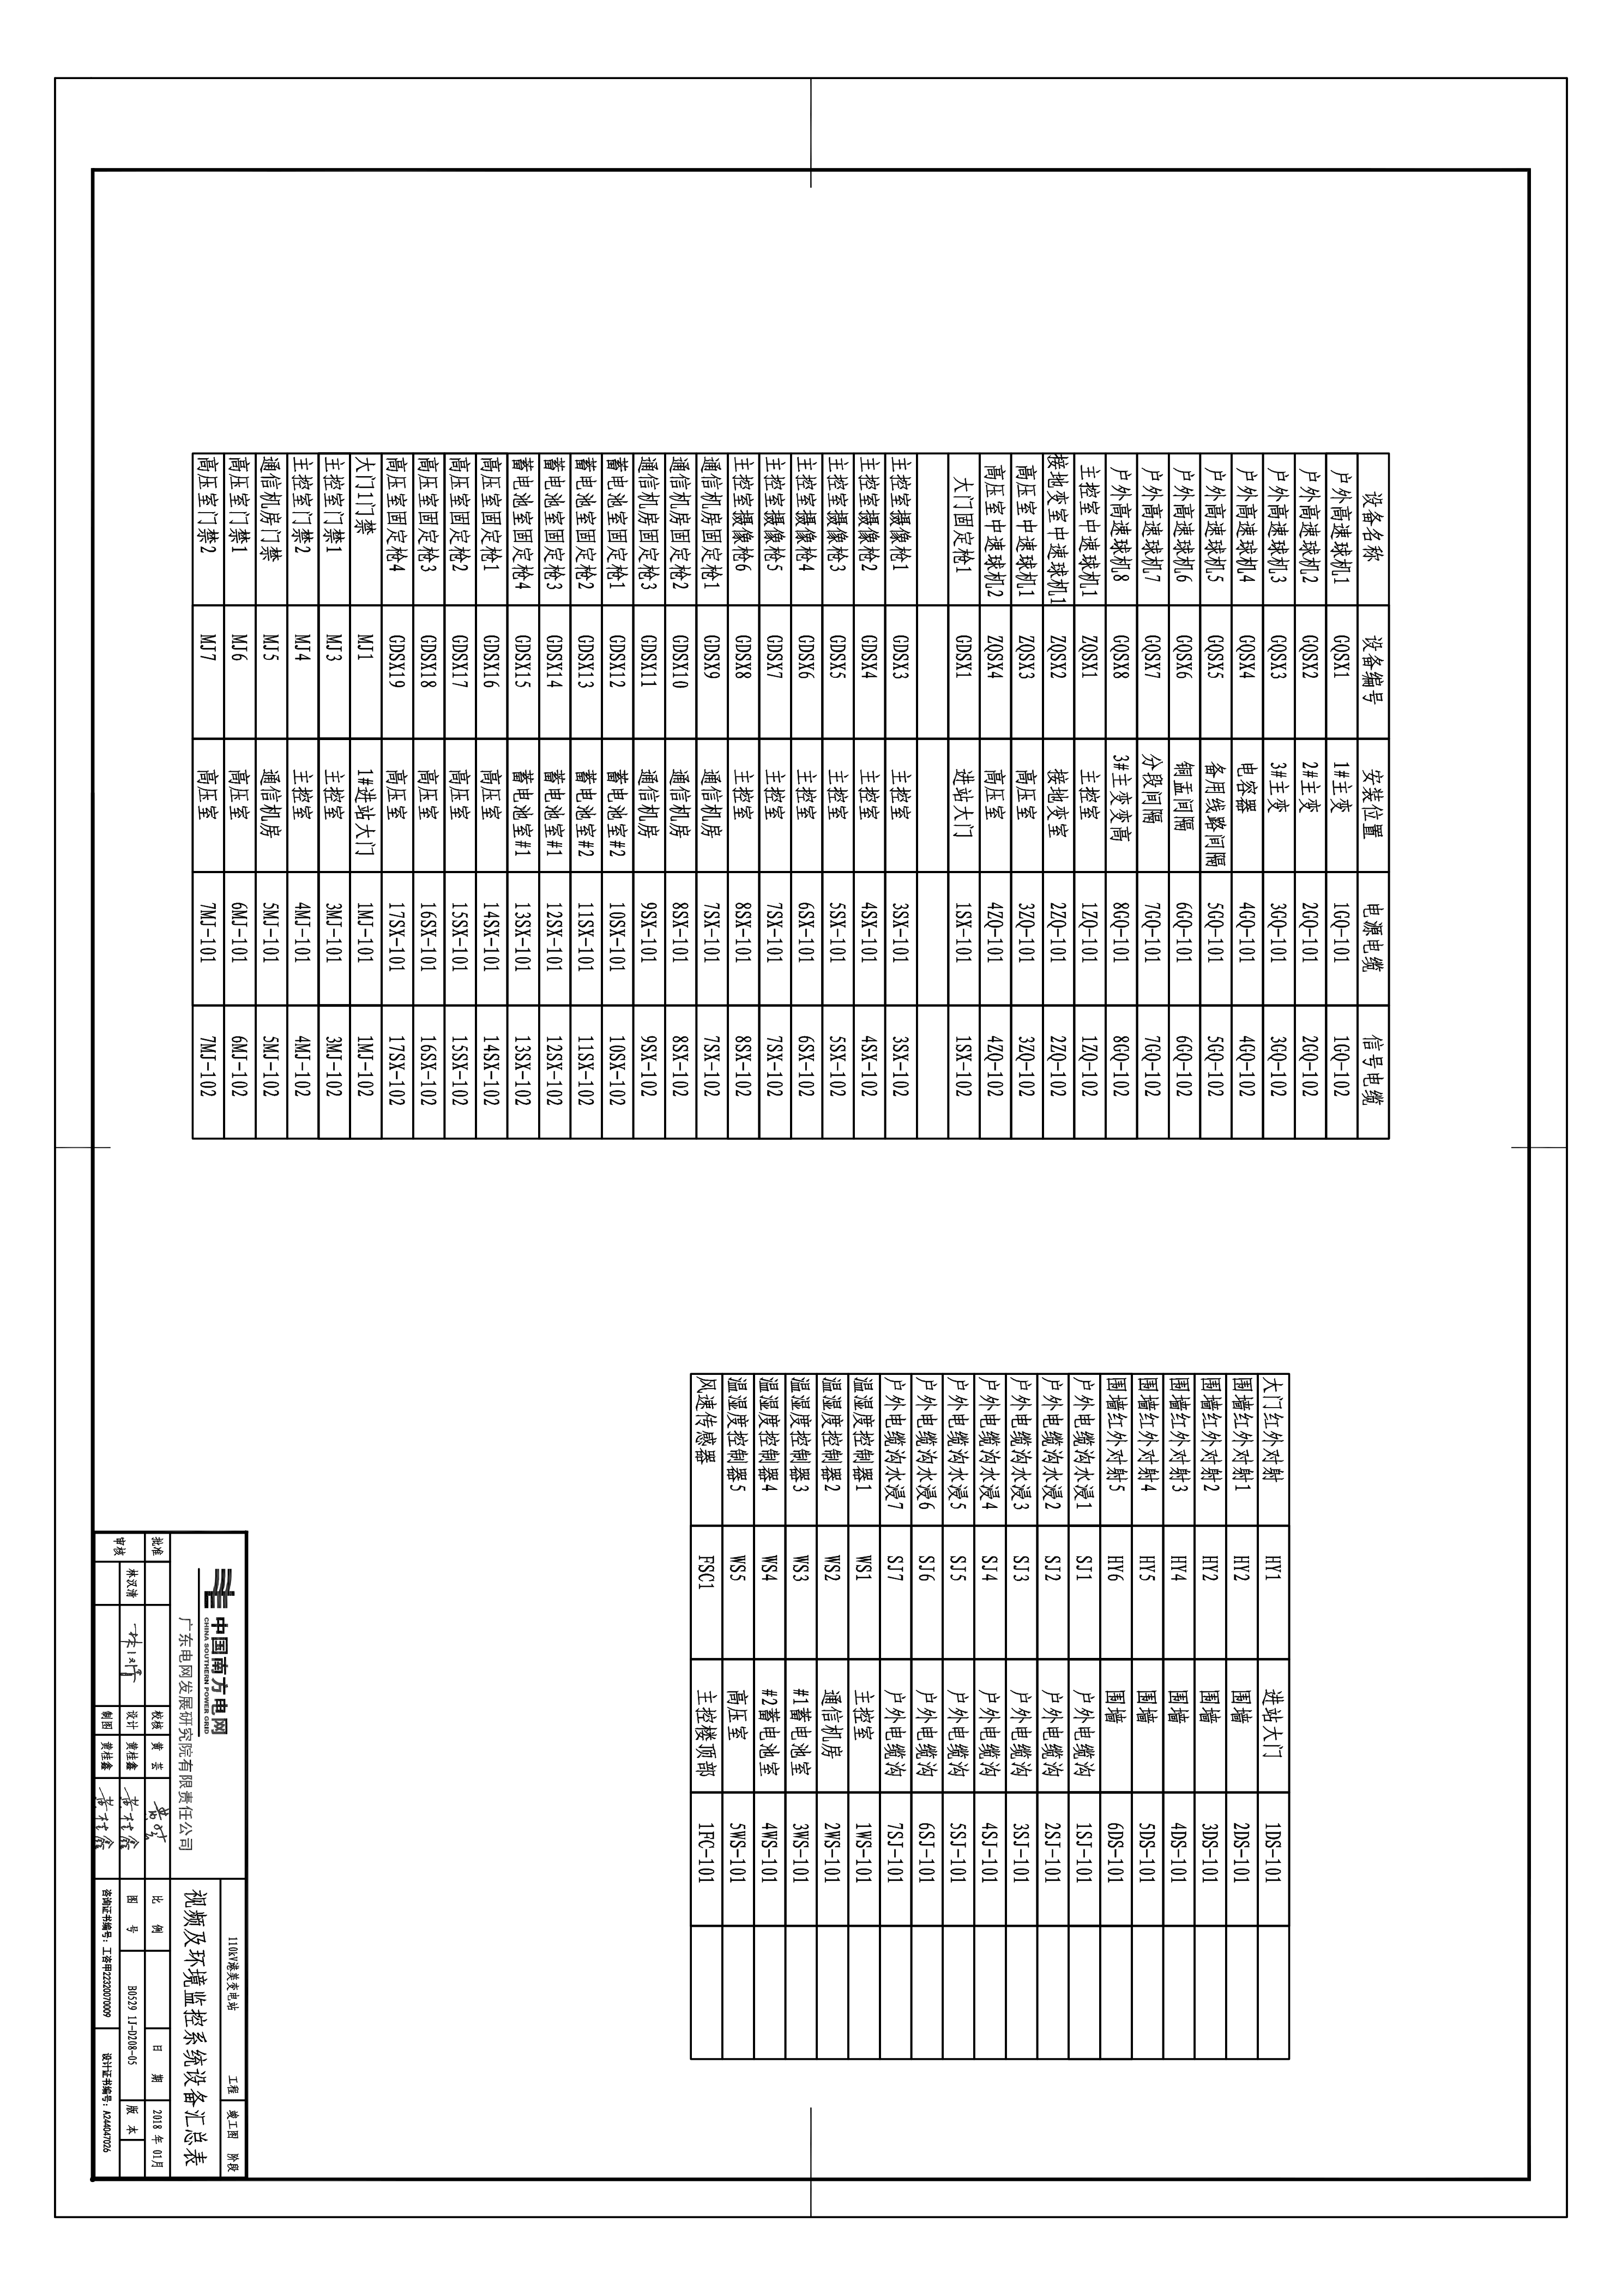 设备名称 设备编号 安装位置 电源电缆 信号电缆
户外高速球机1 GQSX1 1#主变 1GQ-101 1GQ-102
户外高速球机2 GQSX2 2#主变 2GQ-101 2GQ-102
户外高速球机3 GQSX3 3#主变 3GQ-101 3GQ-102
户外高速球机4 GQSX4 电容器 4GQ-101 4GQ-102
户外高速球机5 GQSX5 备用线路间隔 5GQ-101 5GQ-102
户外高速球机6 GQSX6 铜盂间隔 6GQ-101 6GQ-102
户外高速球机7 GQSX7 分段间隔 7GQ-101 7GQ-102
户外高速球机8 GQSX8 3#主变变高 8GQ-101 8GQ-102
主控室中速球机1 ZQSX1 主控室 1ZQ-101 1ZQ-102
接地变室中速球机1 ZQSX2 接地变室 2ZQ-101 2ZQ-102
高压室中速球机1 ZQSX3 高压室 3ZQ-101 3ZQ-102
高压室中速球机2 ZQSX4 高压室 4ZQ-101 4ZQ-102
大门固定枪1 GDSX1 进站大门 1SX-101 1SX-102
主控室摄像枪1 GDSX3 主控室 3SX-101 3SX-102
主控室摄像枪2 GDSX4 主控室 4SX-101 4SX-102
主控室摄像枪3 GDSX5 主控室 5SX-101 5SX-102
主控室摄像枪4 GDSX6 主控室 6SX-101 6SX-102
主控室摄像枪5 GDSX7 主控室 7SX-101 7SX-102
主控室摄像枪6 GDSX8 主控室 8SX-101 8SX-102
通信机房固定枪1 GDSX9 通信机房 7SX-101 7SX-102
通信机房固定枪2 GDSX10 通信机房 8SX-101 8SX-102
通信机房固定枪3 GDSX11 通信机房 9SX-101 9SX-102
蓄电池室固定枪1 GDSX12 蓄电池室#2 10SX-101 10SX-102
蓄电池室固定枪2 GDSX13 蓄电池室#2 11SX-101 11SX-102
蓄电池室固定枪3 GDSX14 蓄电池室#1 12SX-101 12SX-102
蓄电池室固定枪4 GDSX15 蓄电池室#1 13SX-101 13SX-102
高压室固定枪1 GDSX16 高压室 14SX-101 14SX-102
高压室固定枪2 GDSX17 高压室 15SX-101 15SX-102
高压室固定枪3 GDSX18 高压室 16SX-101 16SX-102
高压室固定枪4 GDSX19 高压室 17SX-101 17SX-102
大门1门禁 MJ1 1#进站大门 1MJ-101 1MJ-102
主控室门禁1 MJ3 主控室 3MJ-101 3MJ-102
主控室门禁2 MJ4 主控室 4MJ-101 4MJ-102
通信机房门禁 MJ5 通信机房 5MJ-101 5MJ-102
高压室门禁1 MJ6 高压室 6MJ-101 6MJ-102
高压室门禁2 MJ7 高压室 7MJ-101 7MJ-102
大门红外对射 HY1 进站大门 1DS-101
围墙红外对射1 HY2 围墙 2DS-101
围墙红外对射2 HY2 围墙 3DS-101
围墙红外对射3 HY4 围墙 4DS-101
围墙红外对射4 HY5 围墙 5DS-101
围墙红外对射5 HY6 围墙 6DS-101
户外电缆沟水浸1 SJ1 户外电缆沟 1SJ-101
户外电缆沟水浸2 SJ2 户外电缆沟 2SJ-101
户外电缆沟水浸3 SJ3 户外电缆沟 3SJ-101
户外电缆沟水浸4 SJ4 户外电缆沟 4SJ-101
户外电缆沟水浸5 SJ5 户外电缆沟 5SJ-101
户外电缆沟水浸6 SJ6 户外电缆沟 6SJ-101
户外电缆沟水浸7 SJ7 户外电缆沟 7SJ-101
温湿度控制器1 WS1 主控室 1WS-101
温湿度控制器2 WS2 通信机房 2WS-101
温湿度控制器3 WS3 #1蓄电池室 3WS-101
温湿度控制器4 WS4 #2蓄电池室 4WS-101
温湿度控制器5 WS5 高压室 5WS-101
风速传感器 FSC1 主控楼顶部 1FC-101
中国南方电网
CHINA SOUTHERN POWER GRID
广东电网发展研究院有限责任公司
110kV港美变电站 工程 竣工图 阶段
视频及环境监控系统设备汇总表
批准 校核 黄芸 比例 日期 2018 年 01月
审核 林汉清 设计 黄桂鑫 图号 B0529 1J-D208-05 版本
制图 黄桂鑫 咨询证书编号：工咨甲22320070009 设计证书编号：A244047026